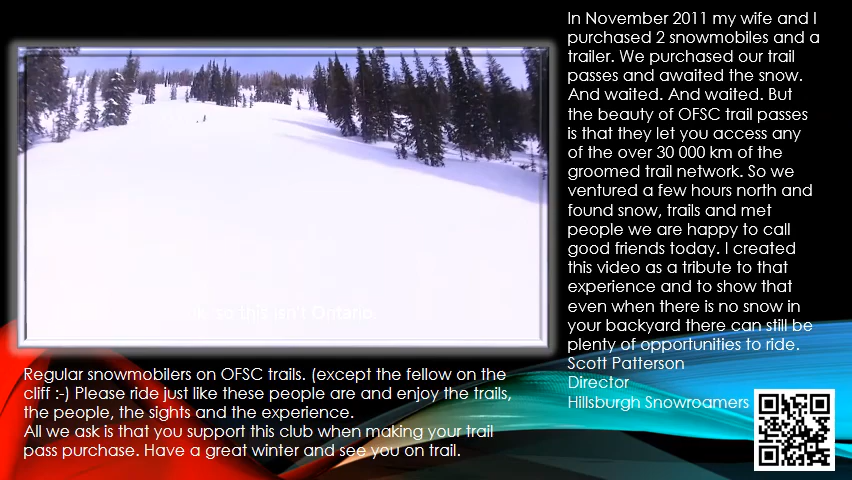 In November 2011 my wife and I
purchased 2 snowmobiles and a
trailer. We purchased our trail
passes and awaited the snow.
And waited. And waited. But
the beauty of OFSC trail passes
is that they let you access any
of the over 30 000 km of the
groomed trail network. So we
ventured a few hours north and
found snow, trails and met
people we are happy to call
good friends today. I created
this video as a tribute to that
experience and to show that
even when there is no snow in
your backyard there can still be
plenty of opportunities to ride.
Scott Patterson
Director
Hillsburgh Snowroamers
so this isn't Ontario.
Regular snowmobilers on OFSC trails. (except the fellow on the
cliff :-) Please ride just like these people are and enjoy the trails,
the people, the sights and the experience.
All we ask is that you support this club when making your trail
pass purchase. Have a great winter and see you on trail.